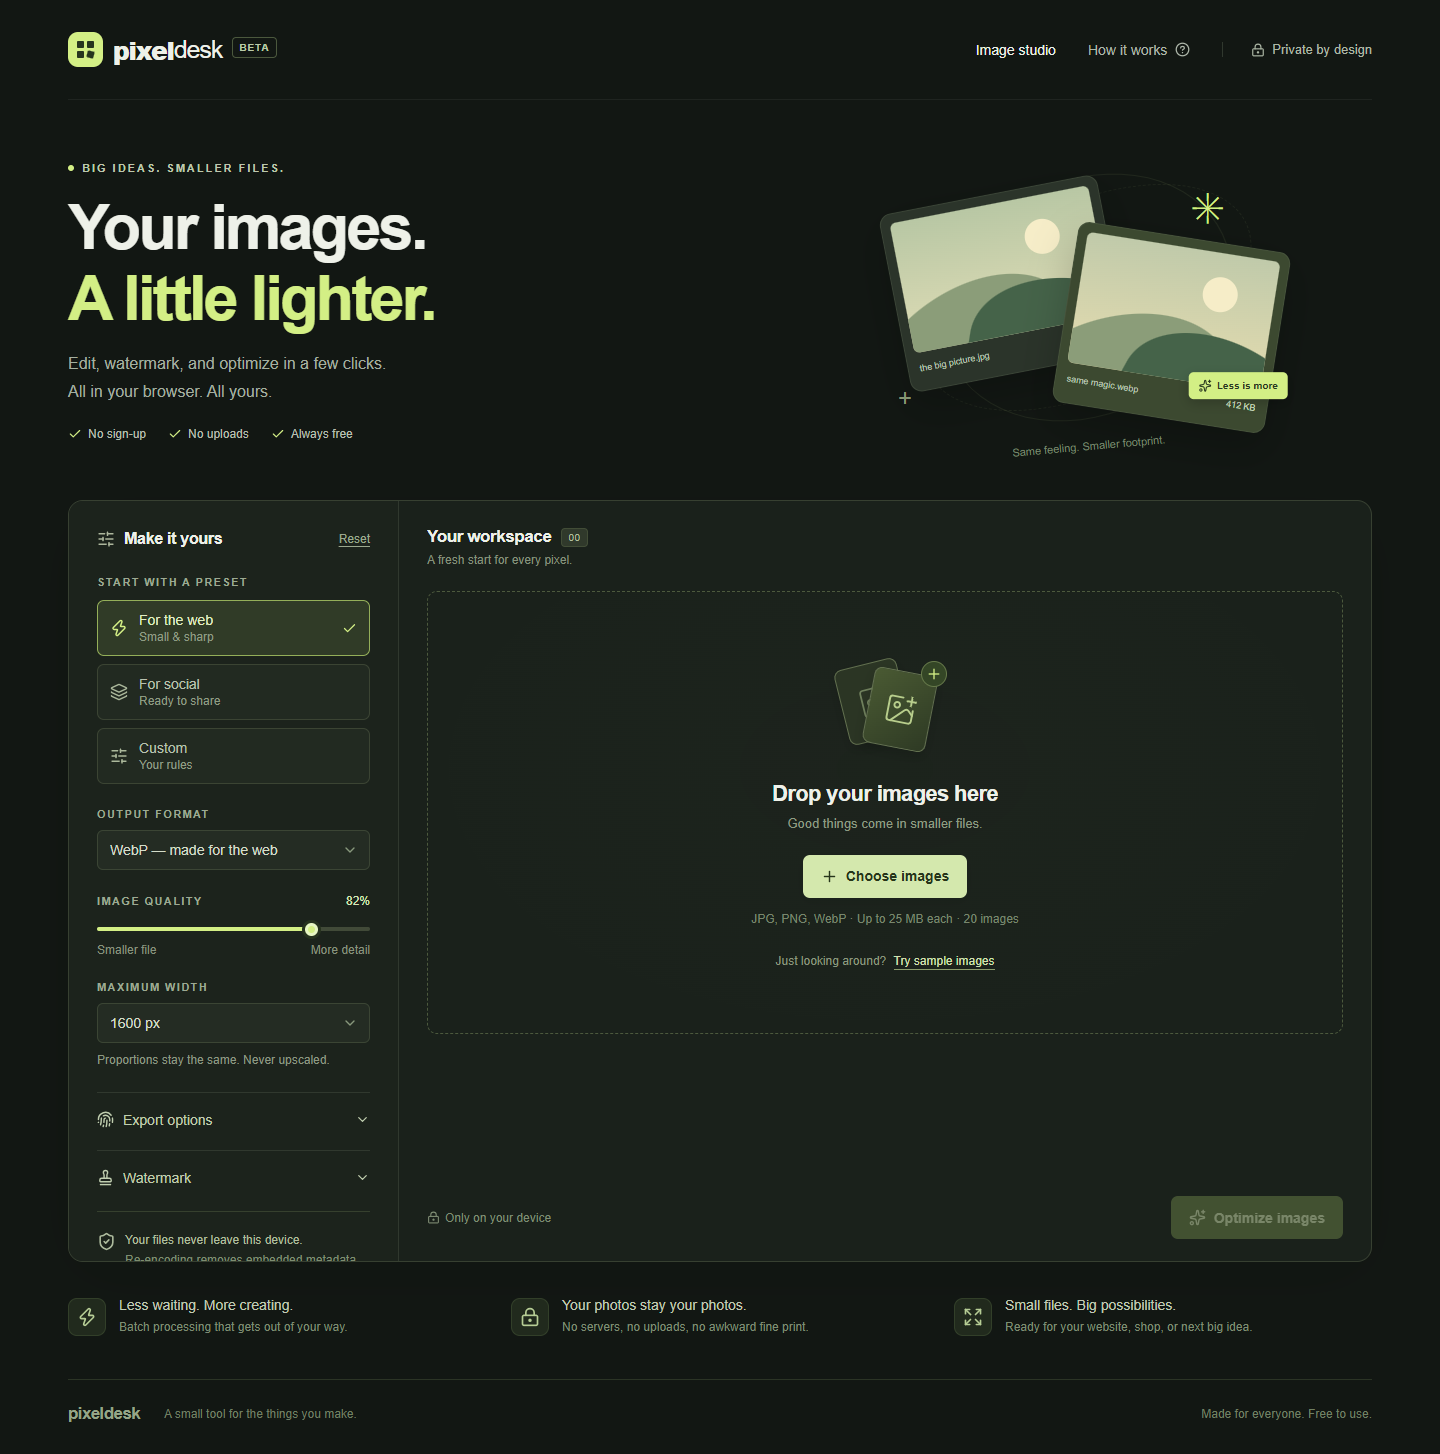 pixeldesk BETA
Image studio
How it works
Private by design
BIG IDEAS. SMALLER FILES.
Your images.
A little lighter.
Edit, watermark, and optimize in a few clicks.
All in your browser. All yours.
No sign-up
No uploads
Always free
the big picture.jpg
same magic.webp
Less is more
412 KB
Same feeling. Smaller footprint.
Make it yours
Reset
START WITH A PRESET
For the web
Small & sharp
For social
Ready to share
Custom
Your rules
OUTPUT FORMAT
WebP — made for the web
IMAGE QUALITY
82%
Smaller file
More detail
MAXIMUM WIDTH
1600 px
Proportions stay the same. Never upscaled.
Export options
Watermark
Your files never leave this device.
Re-encoding removes embedded metadata
Your workspace 00
A fresh start for every pixel.
Drop your images here
Good things come in smaller files.
Choose images
JPG, PNG, WebP · Up to 25 MB each · 20 images
Just looking around? Try sample images
Only on your device
Optimize images
Less waiting. More creating.
Batch processing that gets out of your way.
Your photos stay your photos.
No servers, no uploads, no awkward fine print.
Small files. Big possibilities.
Ready for your website, shop, or next big idea.
pixeldesk
A small tool for the things you make.
Made for everyone. Free to use.